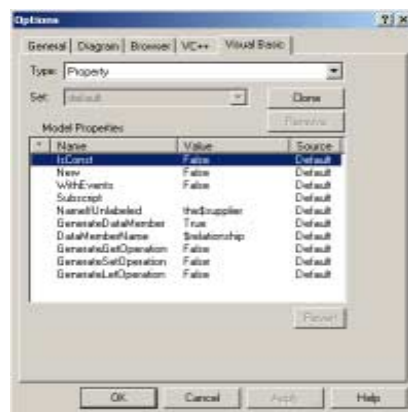 Options
General Diagram Browser VC++ Visual Basic
Type: Property
Set: default
Clone
Remove
Model Properties
* Name Value Source
IsConst False Default
New False Default
WithEvents False Default
Subscript Default
NameIfUnlabeled the$supplier Default
GenerateDataMember True Default
DataMemberName $relationship Default
GenerateGetOperation False Default
GenerateSetOperation False Default
GenerateLetOperation False Default
Revert
OK Cancel Apply Help